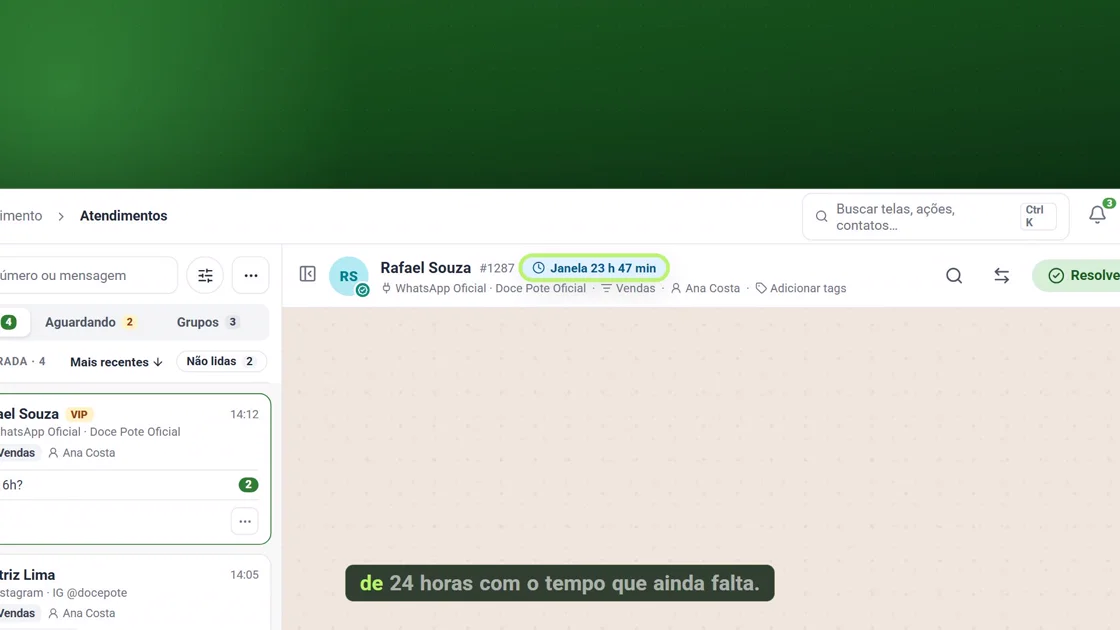 imento > Atendimentos
Buscar telas, ações,
contatos…
Ctrl
K
3
úmero ou mensagem
4 Aguardando 2 Grupos 3
RADA · 4 Mais recentes ↓ Não lidas 2
ael Souza VIP 14:12
hatsApp Oficial · Doce Pote Oficial
Vendas Ana Costa
6h? 2
triz Lima 14:05
stagram · IG @docepote
Vendas Ana Costa
RS
Rafael Souza #1287 Janela 23 h 47 min
WhatsApp Oficial · Doce Pote Oficial · Vendas · Ana Costa · Adicionar tags
Resolve
de 24 horas com o tempo que ainda falta.